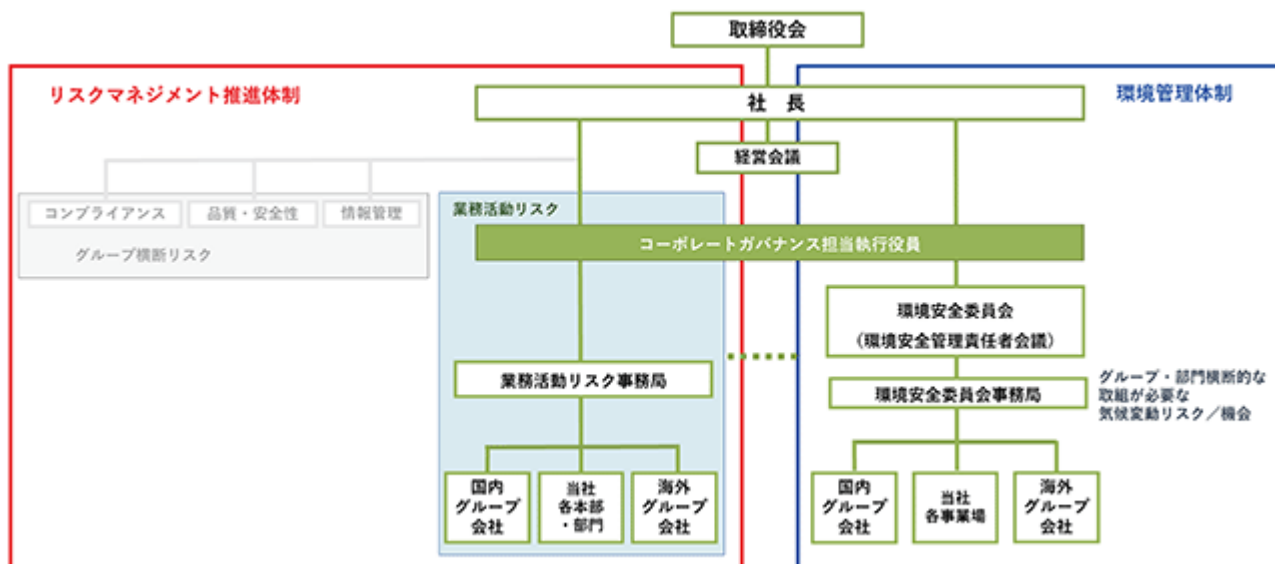 取締役会
リスクマネジメント推進体制
環境管理体制
社 長
経営会議
コンプライアンス
品質・安全性
情報管理
グループ横断リスク
業務活動リスク
コーポレートガバナンス担当執行役員
環境安全委員会
（環境安全管理責任者会議）
業務活動リスク事務局
環境安全委員会事務局
グループ・部門横断的な
取組が必要な
気候変動リスク／機会
国内
グループ
会社
当社
各本部
・部門
海外
グループ
会社
国内
グループ
会社
当社
各事業場
海外
グループ
会社